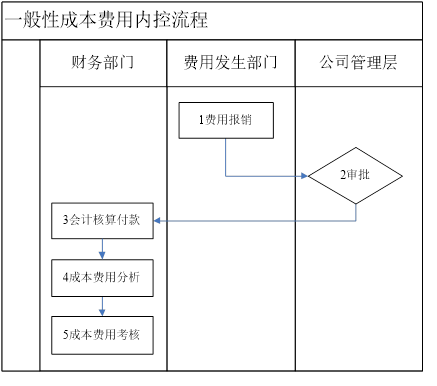 一般性成本费用内控流程
财务部门
费用发生部门
公司管理层
1费用报销
2审批
3会计核算付款
4成本费用分析
5成本费用考核